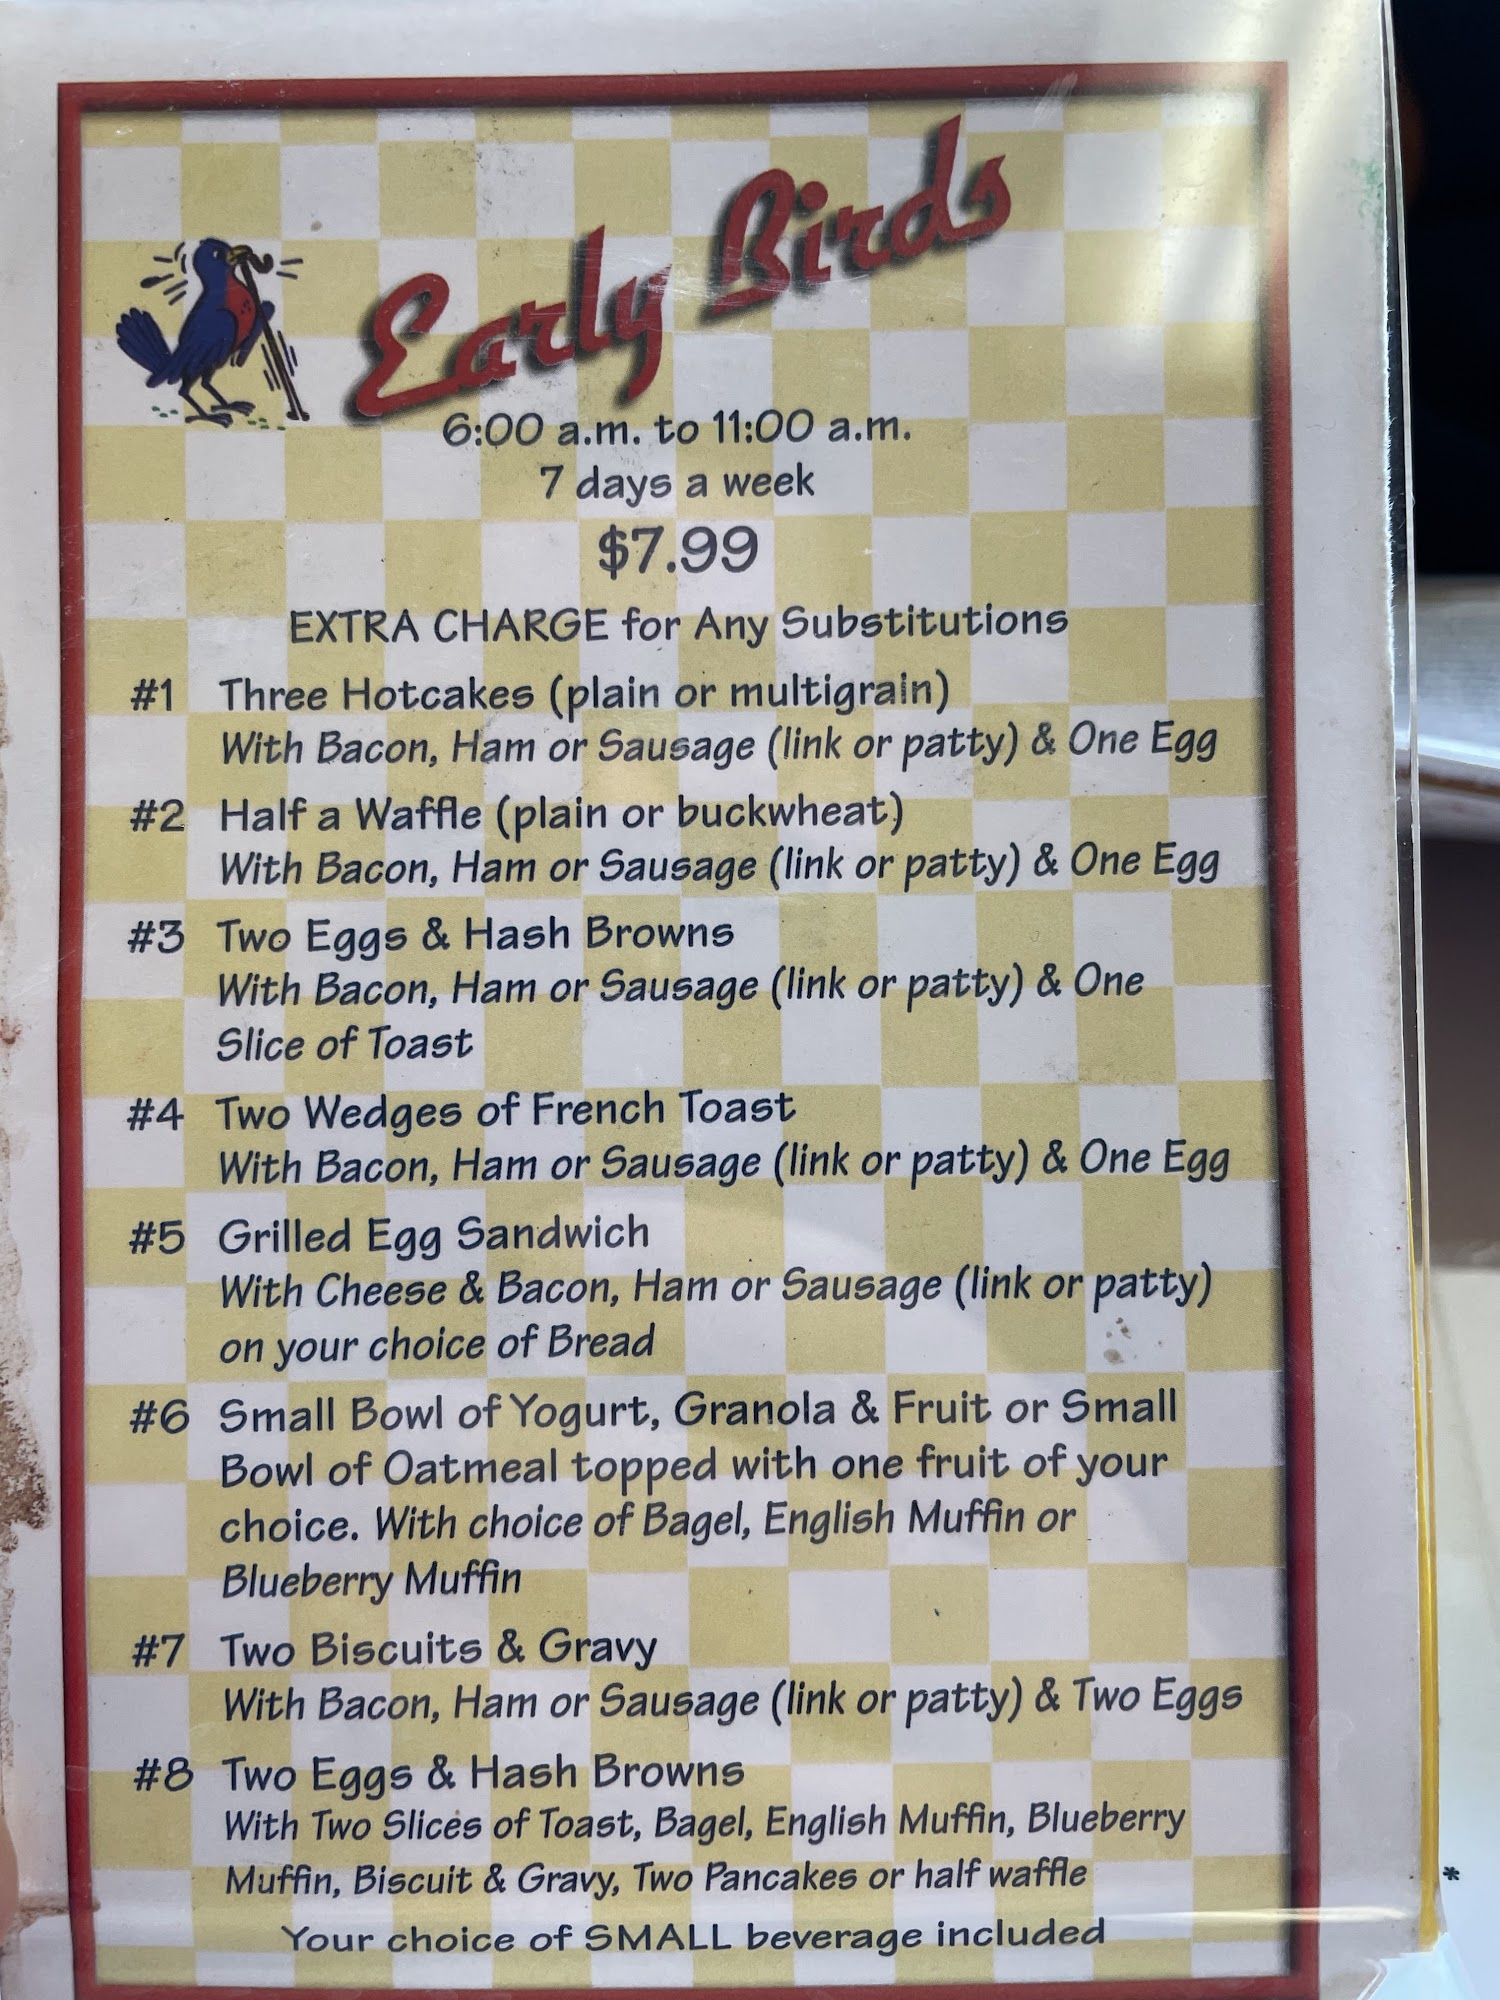 Early Birds
6:00 a.m. to 11:00 a.m.
7 days a week
$7.99
EXTRA CHARGE for Any Substitutions
#1 Three Hotcakes (plain or multigrain)
With Bacon, Ham or Sausage (link or patty) & One Egg
#2 Half a Waffle (plain or buckwheat)
With Bacon, Ham or Sausage (link or patty) & One Egg
#3 Two Eggs & Hash Browns
With Bacon, Ham or Sausage (link or patty) & One
Slice of Toast
#4 Two Wedges of French Toast
With Bacon, Ham or Sausage (link or patty) & One Egg
#5 Grilled Egg Sandwich
With Cheese & Bacon, Ham or Sausage (link or patty)
on your choice of Bread
#6 Small Bowl of Yogurt, Granola & Fruit or Small
Bowl of Oatmeal topped with one fruit of your
choice. With choice of Bagel, English Muffin or
Blueberry Muffin
#7 Two Biscuits & Gravy
With Bacon, Ham or Sausage (link or patty) & Two Eggs
#8 Two Eggs & Hash Browns
With Two Slices of Toast, Bagel, English Muffin, Blueberry
Muffin, Biscuit & Gravy, Two Pancakes or half waffle
*
Your choice of SMALL beverage included